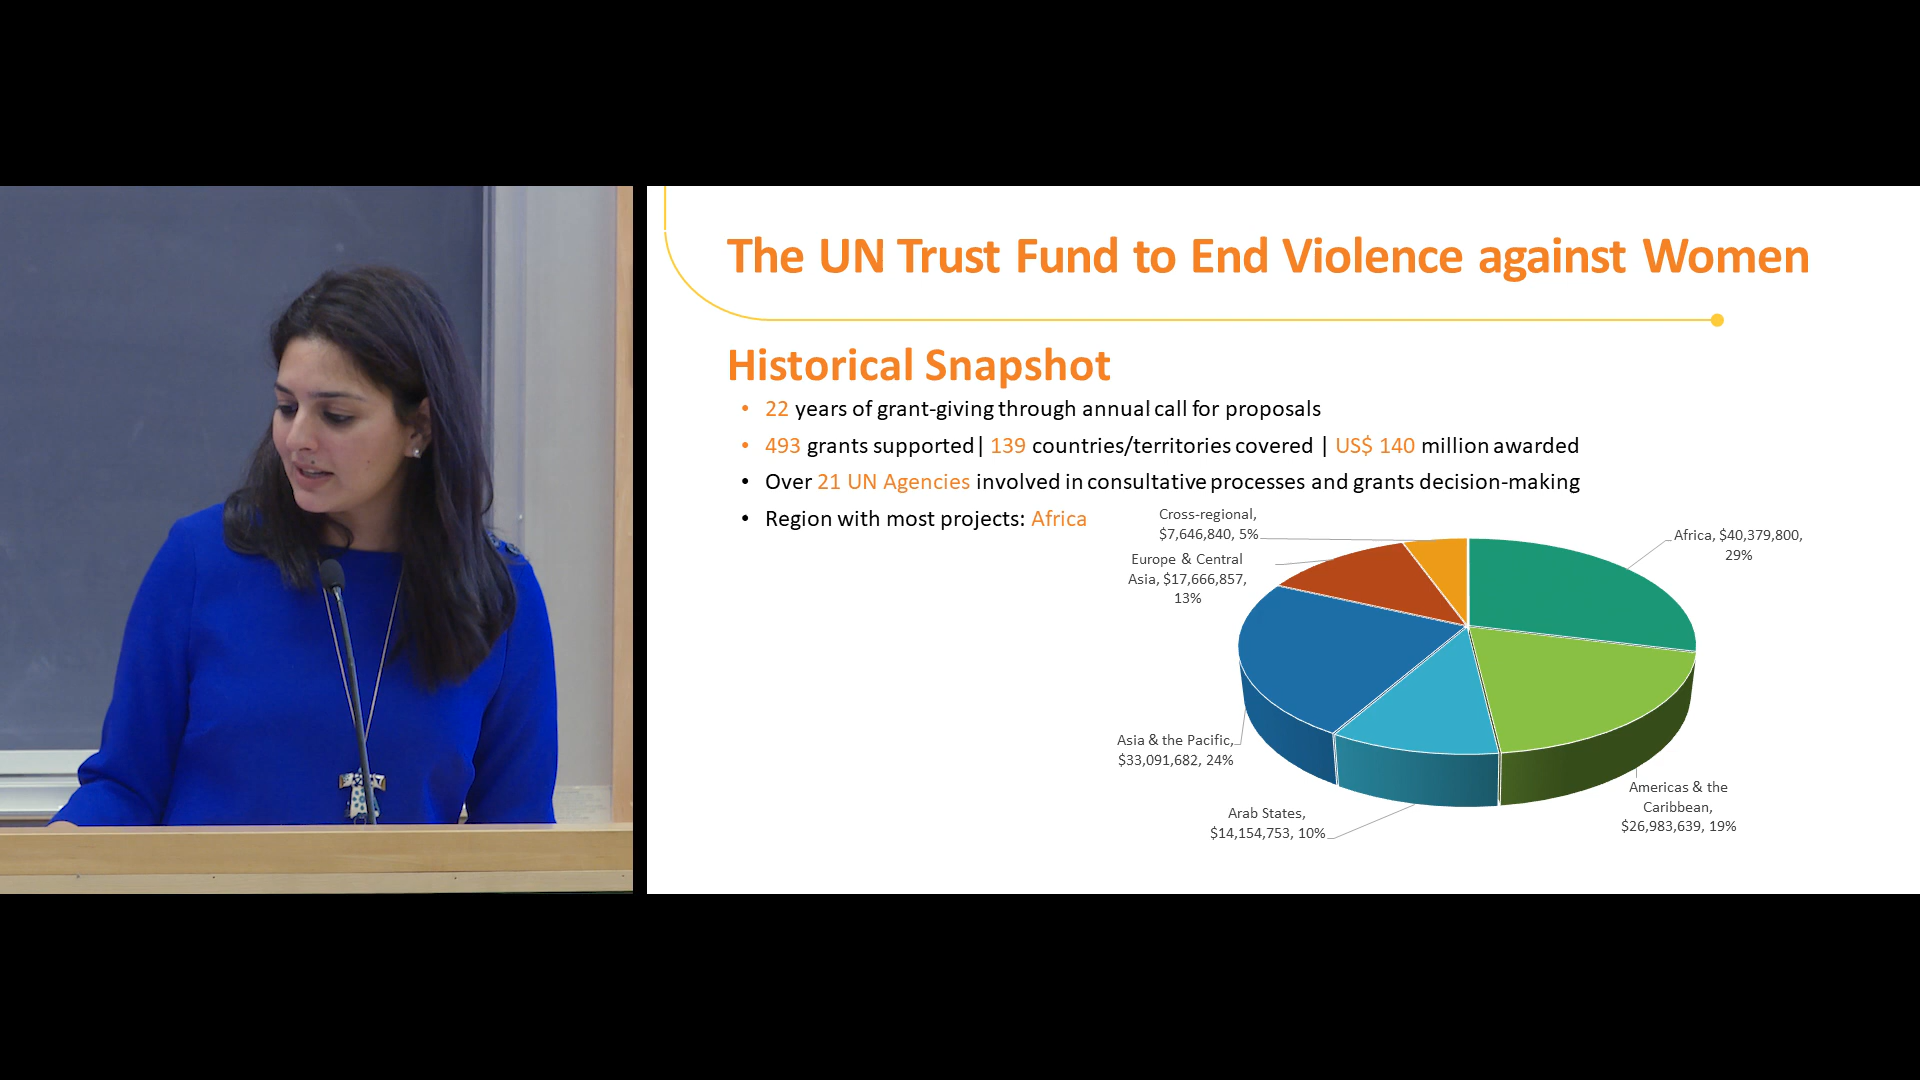 The UN Trust Fund to End Violence against Women
Historical Snapshot
• 22 years of grant-giving through annual call for proposals
• 493 grants supported| 139 countries/territories covered | US$ 140 million awarded
• Over 21 UN Agencies involved in consultative processes and grants decision-making
• Region with most projects: Africa
Cross-regional,
$7,646,840, 5%
Africa, $40,379,800,
29%
Europe & Central
Asia, $17,666,857,
13%
Asia & the Pacific,
$33,091,682, 24%
Arab States,
$14,154,753, 10%
Americas & the
Caribbean,
$26,983,639, 19%